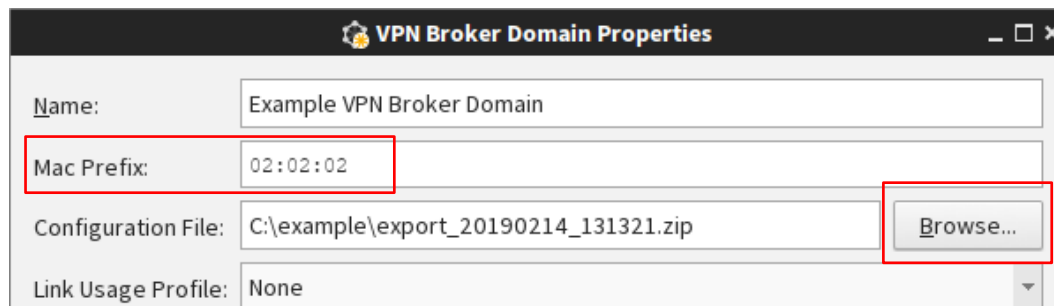 VPN Broker Domain Properties
Name: Example VPN Broker Domain
Mac Prefix: 02:02:02
Configuration File: C:\example\export_20190214_131321.zip Browse...
Link Usage Profile: None